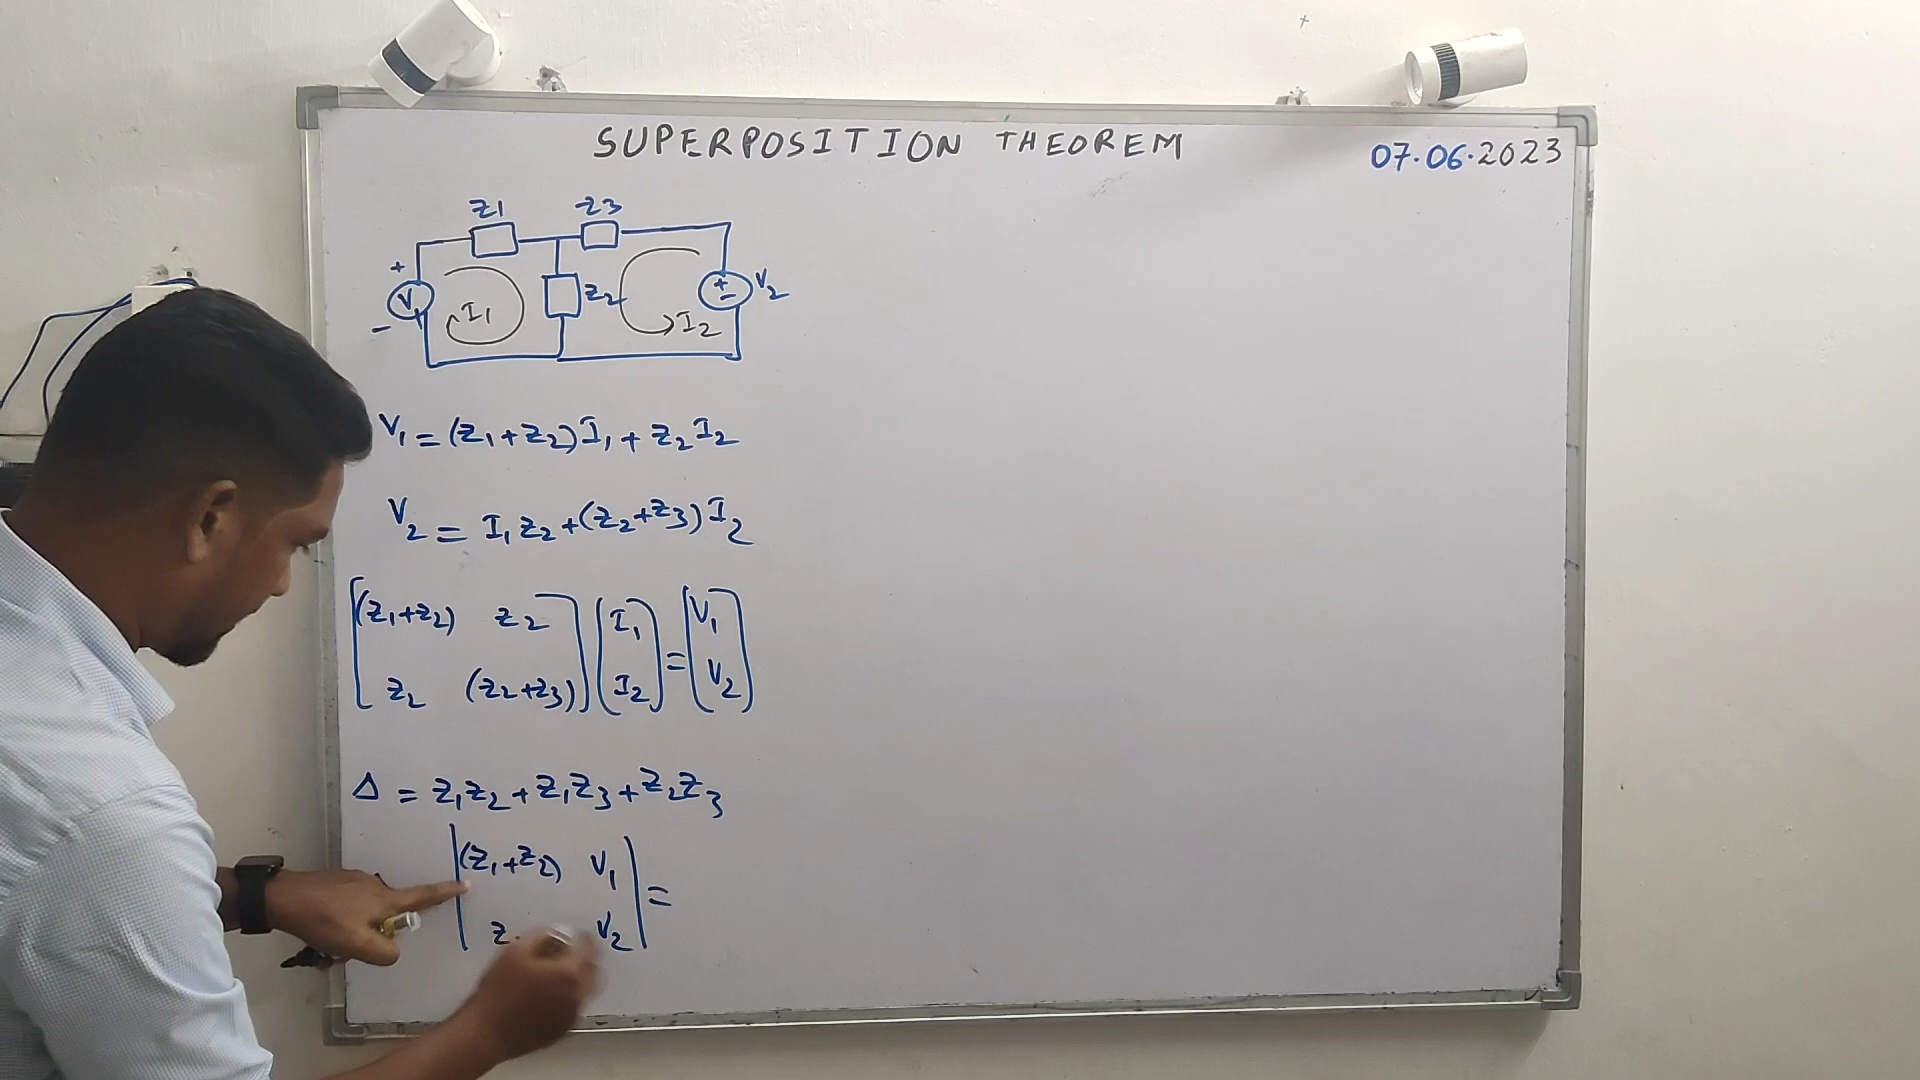 SUPERPOSITION THEOREM
07.06.2023
Z1 Z3
+
V1 I1 Z2 I2 + - V2
-
V1 = (Z1+Z2)I1 + Z2I2
V2 = I1Z2+(Z2+Z3)I2
[(Z1+Z2) Z2] [I1] = [V1]
[Z2 (Z2+Z3)] [I2] [V2]
Δ = Z1Z2+Z1Z3+Z2Z3
|(Z1+Z2) V1| =
|Z V2|